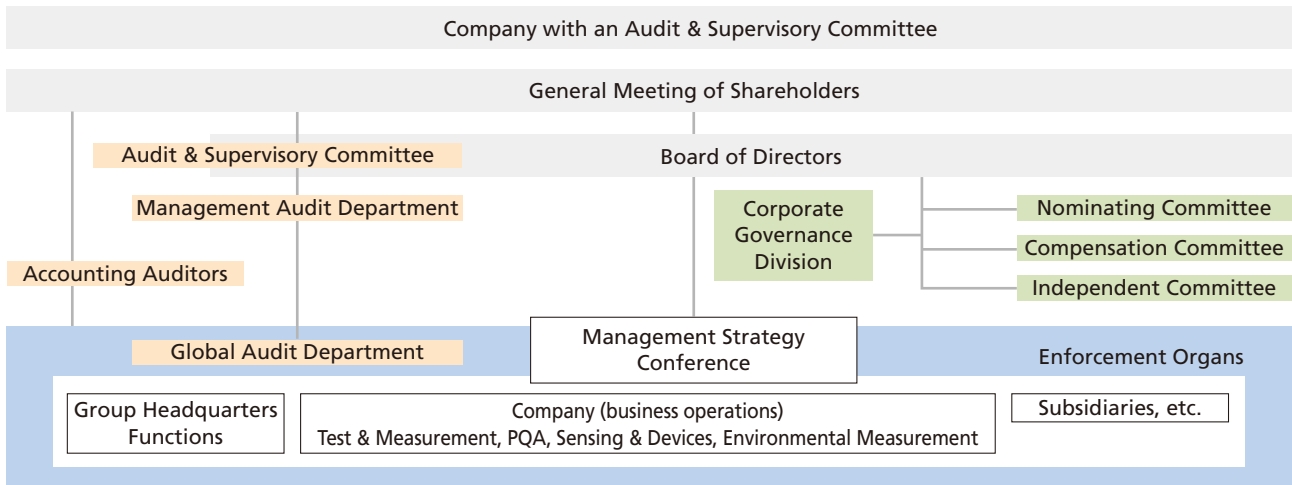 Company with an Audit & Supervisory Committee
General Meeting of Shareholders
Audit & Supervisory Committee
Board of Directors
Management Audit Department
Corporate
Governance
Division
Nominating Committee
Compensation Committee
Independent Committee
Accounting Auditors
Global Audit Department
Management Strategy
Conference
Enforcement Organs
Group Headquarters
Functions
Company (business operations)
Test & Measurement, PQA, Sensing & Devices, Environmental Measurement
Subsidiaries, etc.